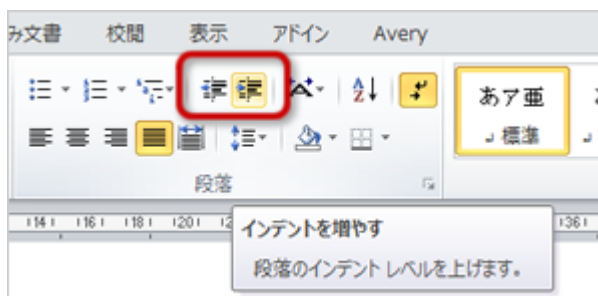 み文書 校閲 表示 アドイン Avery
あア亜
標準
段落
インデントを増やす
段落のインデント レベルを上げます。